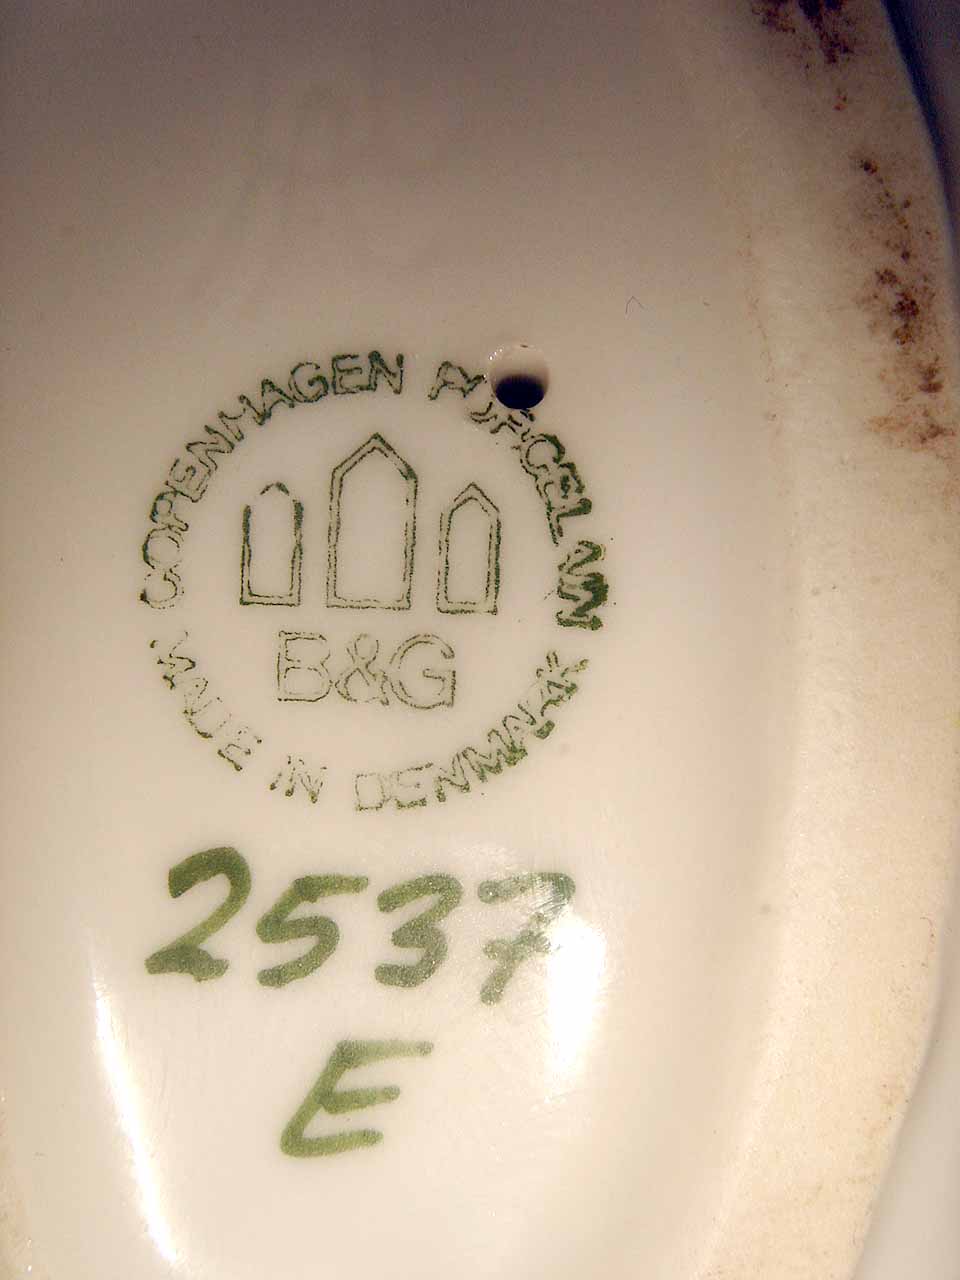 COPENHAGEN PORCELAIN
B&G
MADE IN DENMARK
2537
E